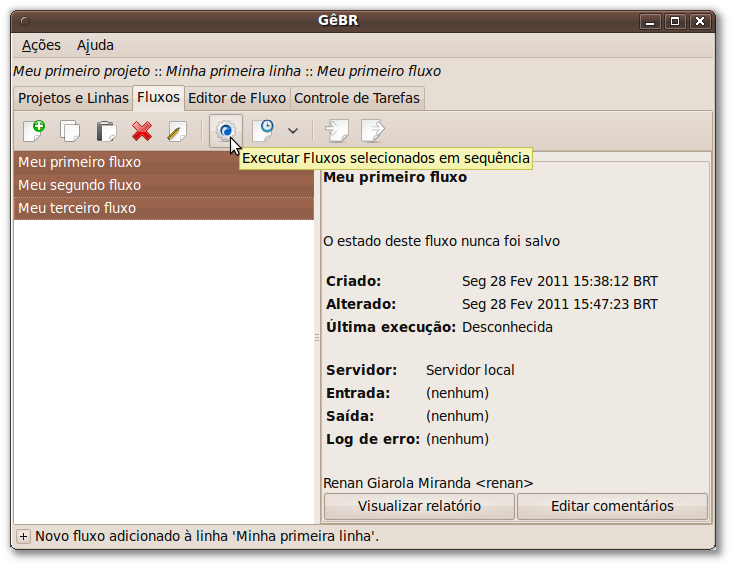 GêBR
Ações Ajuda
Meu primeiro projeto :: Minha primeira linha :: Meu primeiro fluxo
Projetos e Linhas Fluxos Editor de Fluxo Controle de Tarefas
Executar Fluxos selecionados em sequência
Meu primeiro fluxo
Meu segundo fluxo
Meu terceiro fluxo
Meu primeiro fluxo
O estado deste fluxo nunca foi salvo
Criado: Seg 28 Fev 2011 15:38:12 BRT
Alterado: Seg 28 Fev 2011 15:47:23 BRT
Última execução: Desconhecida
Servidor: Servidor local
Entrada: (nenhum)
Saída: (nenhum)
Log de erro: (nenhum)
Renan Giarola Miranda <renan>
Visualizar relatório Editar comentários
Novo fluxo adicionado à linha 'Minha primeira linha'.